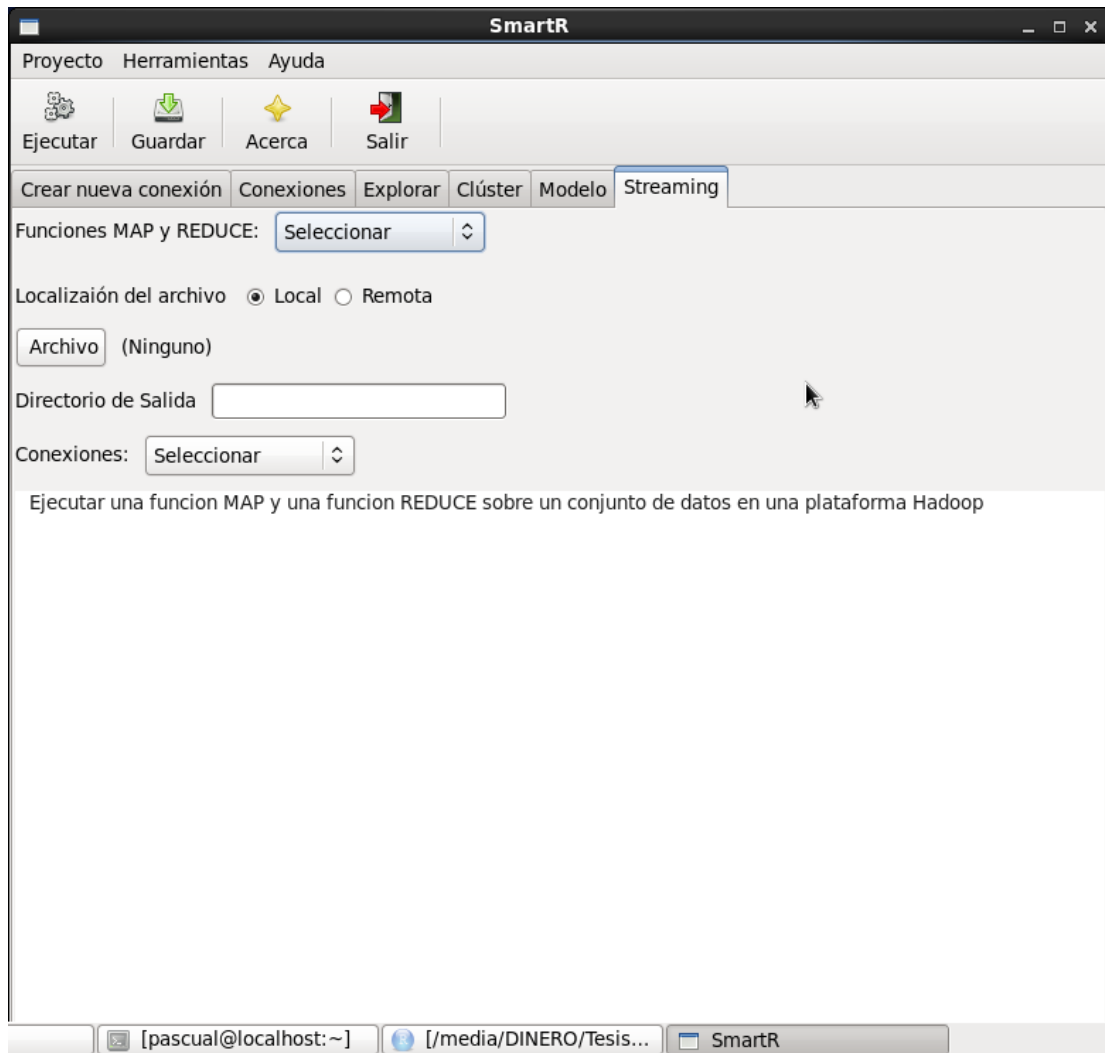 SmartR
Proyecto Herramientas Ayuda
Ejecutar Guardar Acerca Salir
Crear nueva conexión Conexiones Explorar Clúster Modelo Streaming
Funciones MAP y REDUCE: Seleccionar
Localizaión del archivo Local Remota
Archivo (Ninguno)
Directorio de Salida
Conexiones: Seleccionar
Ejecutar una funcion MAP y una funcion REDUCE sobre un conjunto de datos en una plataforma Hadoop
[pascual@localhost:~] [/media/DINERO/Tesis... SmartR